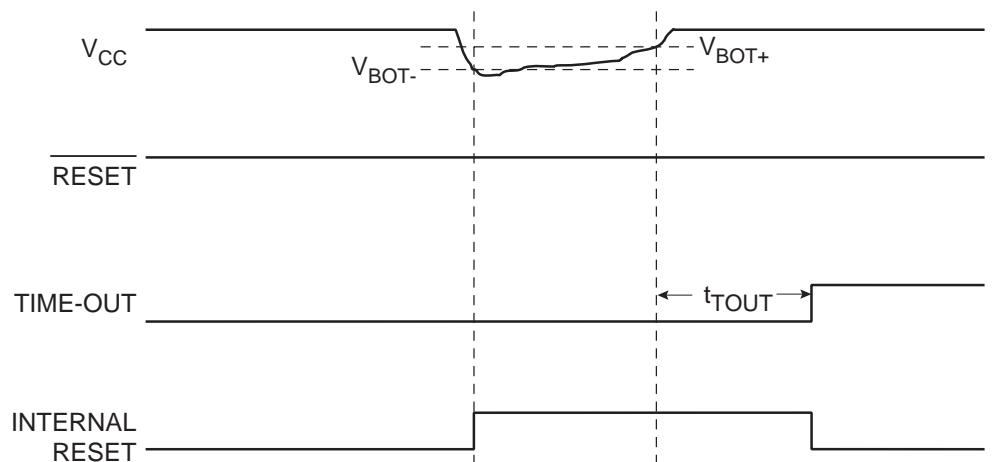 VCC
VBOT-
VBOT+
RESET
TIME-OUT
tTOUT
INTERNAL
RESET